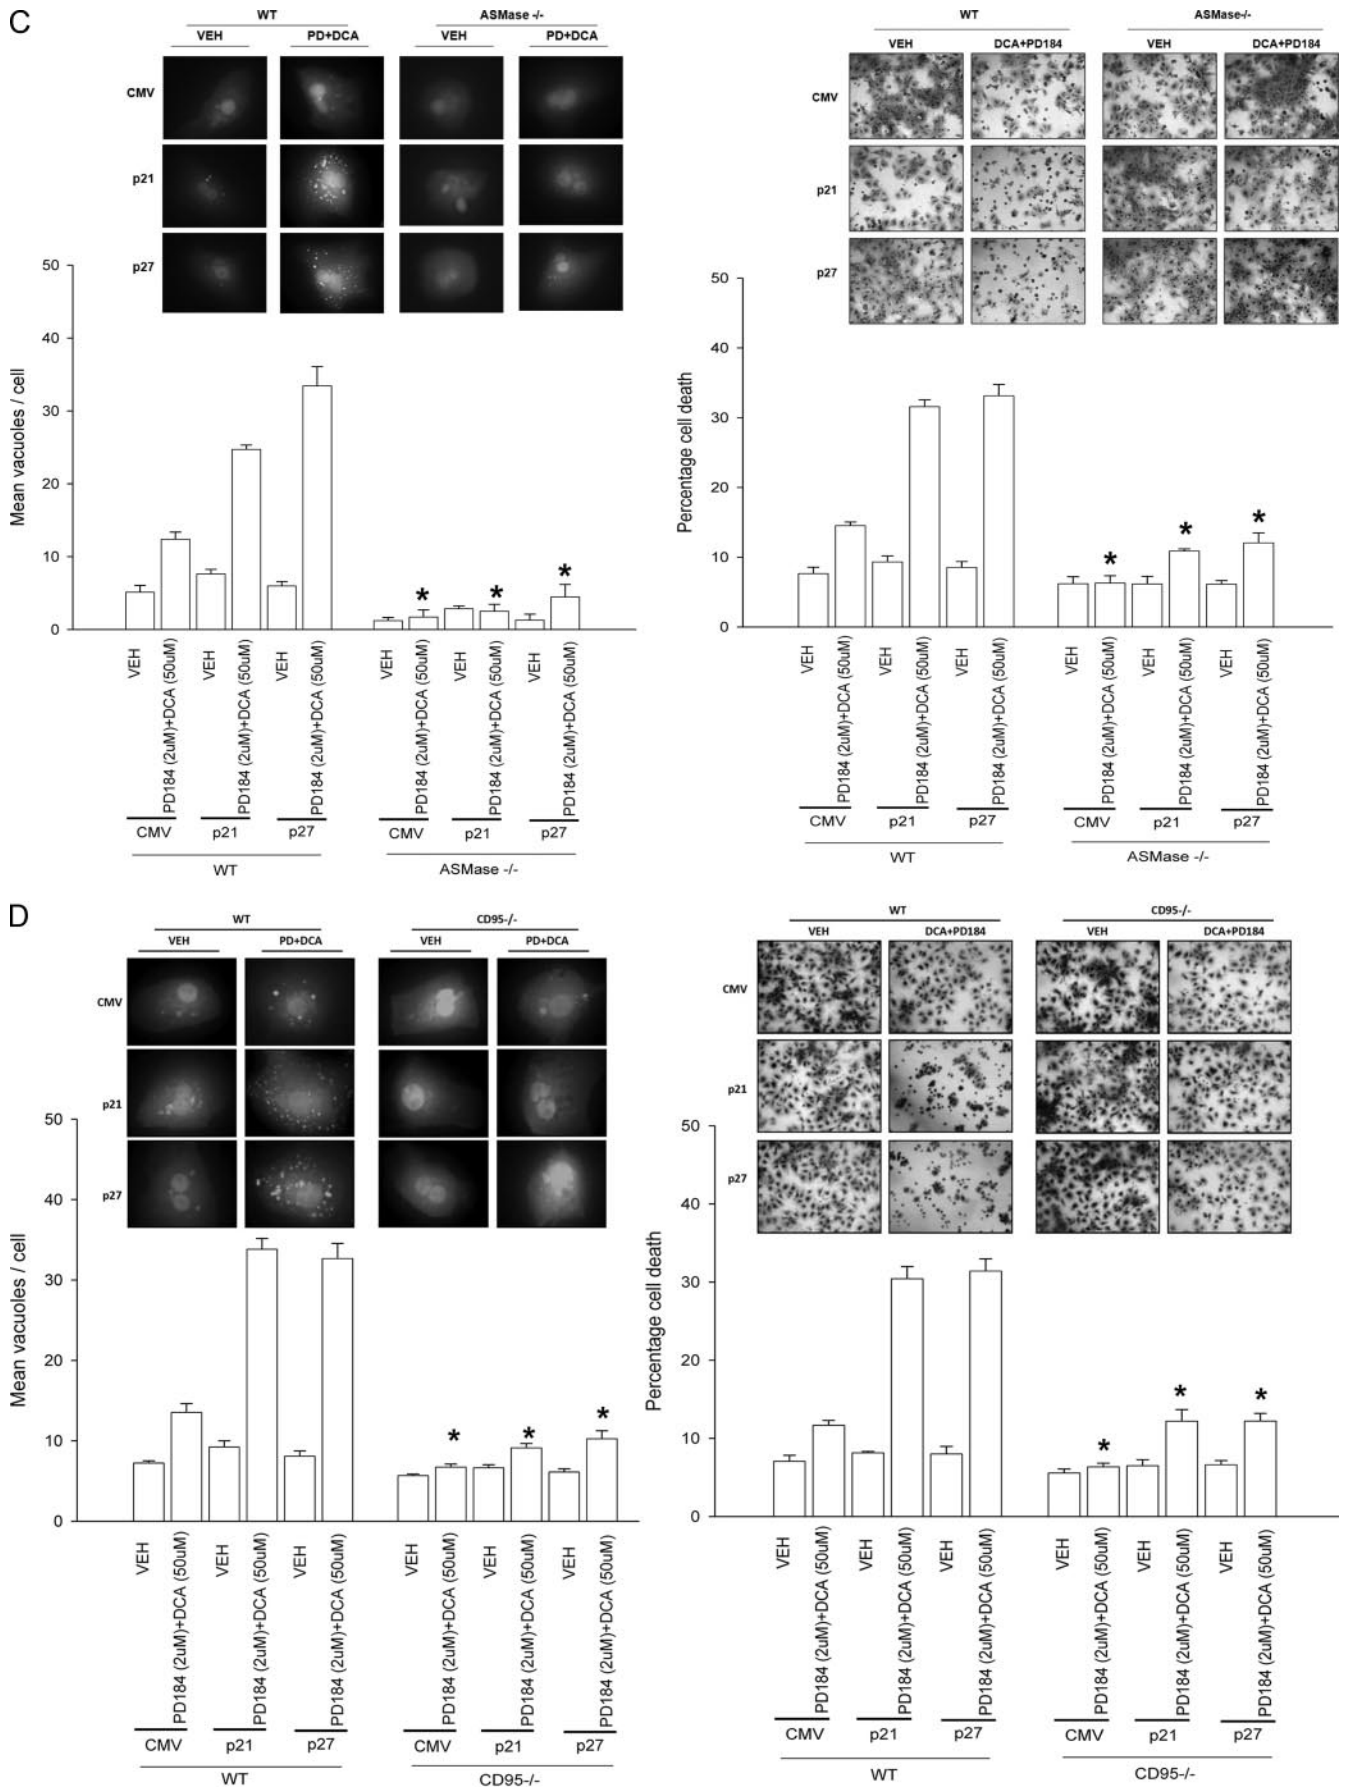 C
WT
ASMase -/-
VEH
PD+DCA
VEH
PD+DCA
CMV
p21
p27
50
40
30
20
10
0
Mean vacuoles / cell
*
*
*
VEH
PD184 (2uM)+DCA (50uM)
VEH
PD184 (2uM)+DCA (50uM)
VEH
PD184 (2uM)+DCA (50uM)
VEH
PD184 (2uM)+DCA (50uM)
VEH
PD184 (2uM)+DCA (50uM)
VEH
PD184 (2uM)+DCA (50uM)
CMV
p21
p27
CMV
p21
p27
WT
ASMase -/-
WT
ASMase-/-
VEH
DCA+PD184
VEH
DCA+PD184
CMV
p21
p27
50
40
30
20
10
0
Percentage cell death
*
*
*
VEH
PD184 (2uM)+DCA (50uM)
VEH
PD184 (2uM)+DCA (50uM)
VEH
PD184 (2uM)+DCA (50uM)
VEH
PD184 (2uM)+DCA (50uM)
VEH
PD184 (2uM)+DCA (50uM)
VEH
PD184 (2uM)+DCA (50uM)
CMV
p21
p27
CMV
p21
p27
WT
ASMase -/-
D
WT
CD95-/-
VEH
PD+DCA
VEH
PD+DCA
CMV
p21
p27
50
40
30
20
10
0
Mean vacuoles / cell
*
*
*
VEH
PD184 (2uM)+DCA (50uM)
VEH
PD184 (2uM)+DCA (50uM)
VEH
PD184 (2uM)+DCA (50uM)
VEH
PD184 (2uM)+DCA (50uM)
VEH
PD184 (2uM)+DCA (50uM)
VEH
PD184 (2uM)+DCA (50uM)
CMV
p21
p27
CMV
p21
p27
WT
CD95-/-
WT
CD95-/-
VEH
DCA+PD184
VEH
DCA+PD184
CMV
p21
p27
50
40
30
20
10
0
Percentage cell death
*
*
*
VEH
PD184 (2uM)+DCA (50uM)
VEH
PD184 (2uM)+DCA (50uM)
VEH
PD184 (2uM)+DCA (50uM)
VEH
PD184 (2uM)+DCA (50uM)
VEH
PD184 (2uM)+DCA (50uM)
VEH
PD184 (2uM)+DCA (50uM)
CMV
p21
p27
CMV
p21
p27
WT
CD95-/-